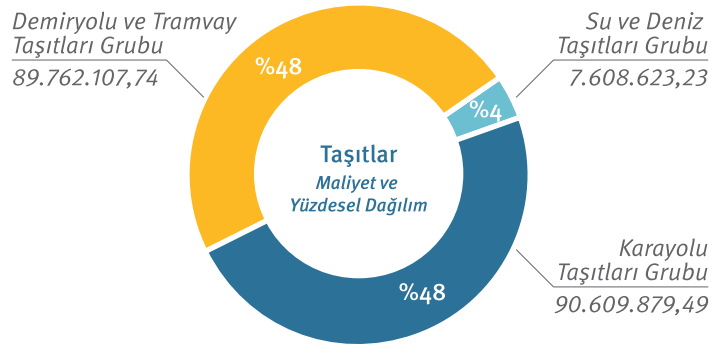 Demiryolu ve Tramvay
Taşıtları Grubu
89.762.107,74
Su ve Deniz
Taşıtları Grubu
7.608.623,23
%48
%4
Taşıtlar
Maliyet ve
Yüzdesel Dağılım
Karayolu
Taşıtları Grubu
90.609.879,49
%48